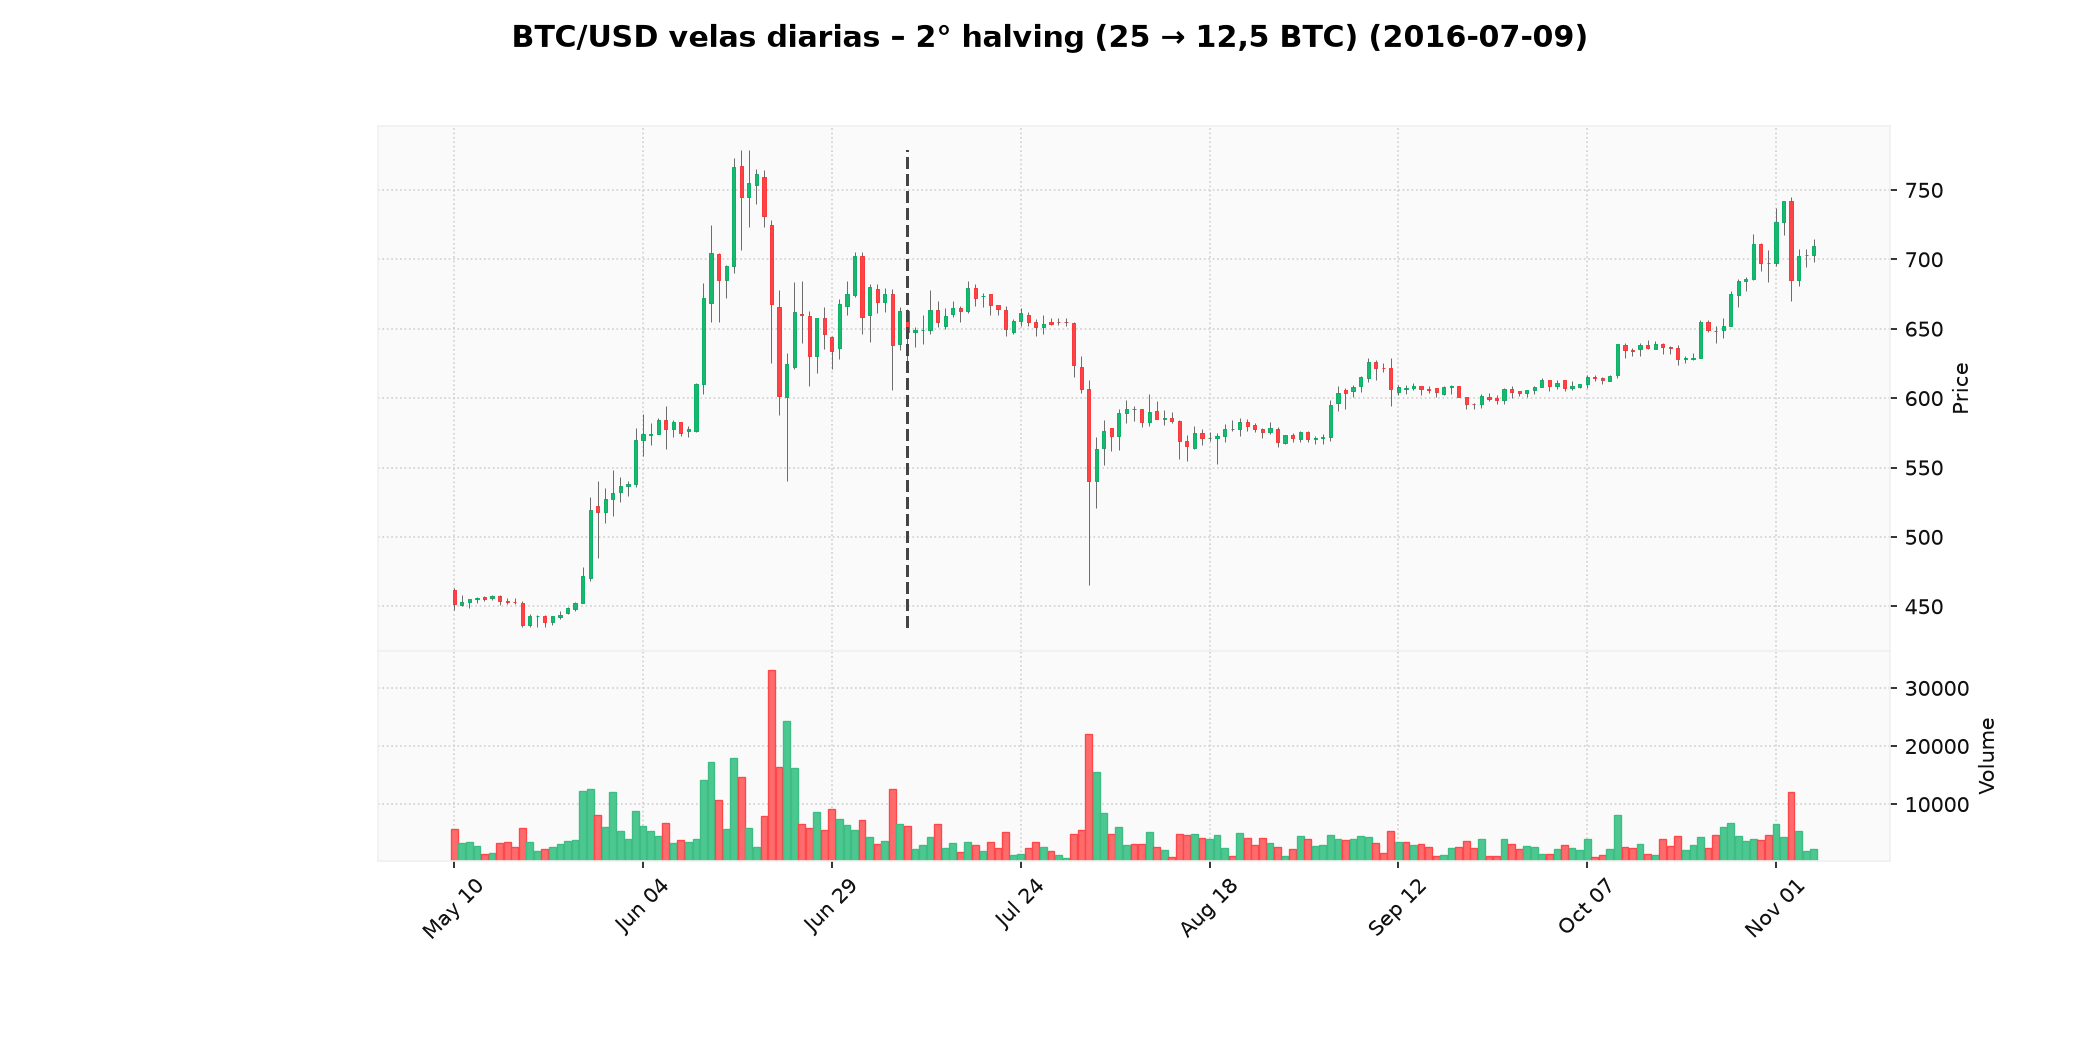 BTC/USD velas diarias – 2° halving (25 → 12,5 BTC) (2016-07-09)
750
700
650
600
550
500
450
Price
30000
20000
10000
Volume
May 10
Jun 04
Jun 29
Jul 24
Aug 18
Sep 12
Oct 07
Nov 01